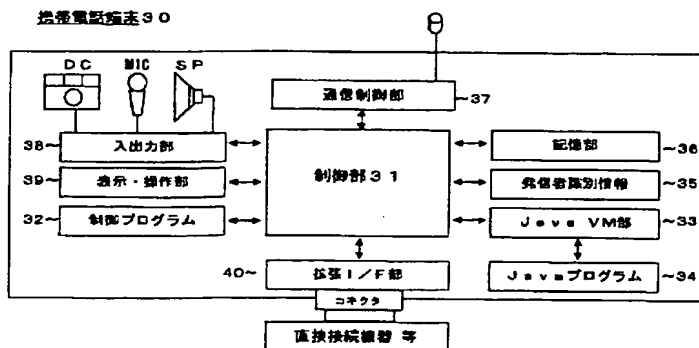 携帯電話端末30
DC MIC SP
通信制御部 37
38 入出力部
制御部31
記憶部 36
39 表示・操作部
発信者識別情報 35
32 制御プログラム
Java VM部 33
40 拡張I/F部
Javaプログラム 34
コネクタ
直接接続機器 等